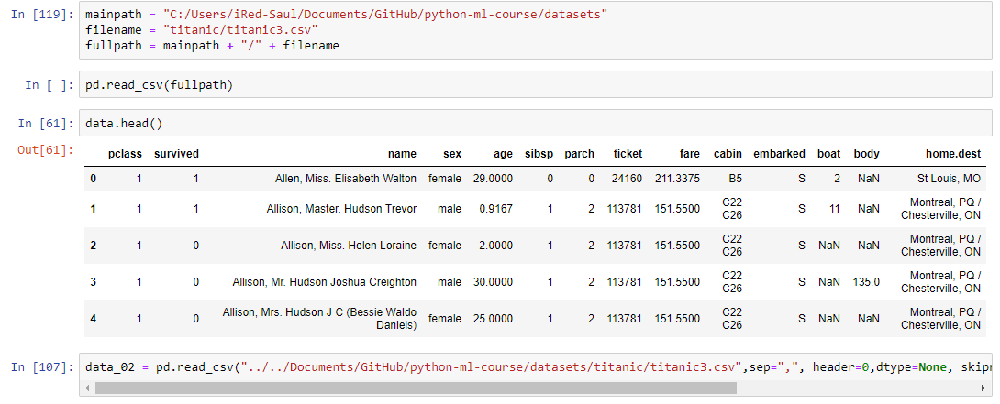 In [119]: mainpath = "C:/Users/iRed-Saul/Documents/GitHub/python-ml-course/datasets"
filename = "titanic/titanic3.csv"
fullpath = mainpath + "/" + filename
In [ ]: pd.read_csv(fullpath)
In [61]: data.head()
Out[61]:
pclass survived name sex age sibsp parch ticket fare cabin embarked boat body home.dest
0 1 1 Allen, Miss. Elisabeth Walton female 29.0000 0 0 24160 211.3375 B5 S 2 NaN St Louis, MO
1 1 1 Allison, Master. Hudson Trevor male 0.9167 1 2 113781 151.5500 C22 C26 S 11 NaN Montreal, PQ / Chesterville, ON
2 1 0 Allison, Miss. Helen Loraine female 2.0000 1 2 113781 151.5500 C22 C26 S NaN NaN Montreal, PQ / Chesterville, ON
3 1 0 Allison, Mr. Hudson Joshua Creighton male 30.0000 1 2 113781 151.5500 C22 C26 S NaN 135.0 Montreal, PQ / Chesterville, ON
4 1 0 Allison, Mrs. Hudson J C (Bessie Waldo Daniels) female 25.0000 1 2 113781 151.5500 C22 C26 S NaN NaN Montreal, PQ / Chesterville, ON
In [107]: data_02 = pd.read_csv("../../Documents/GitHub/python-ml-course/datasets/titanic/titanic3.csv",sep=",", header=0,dtype=None,